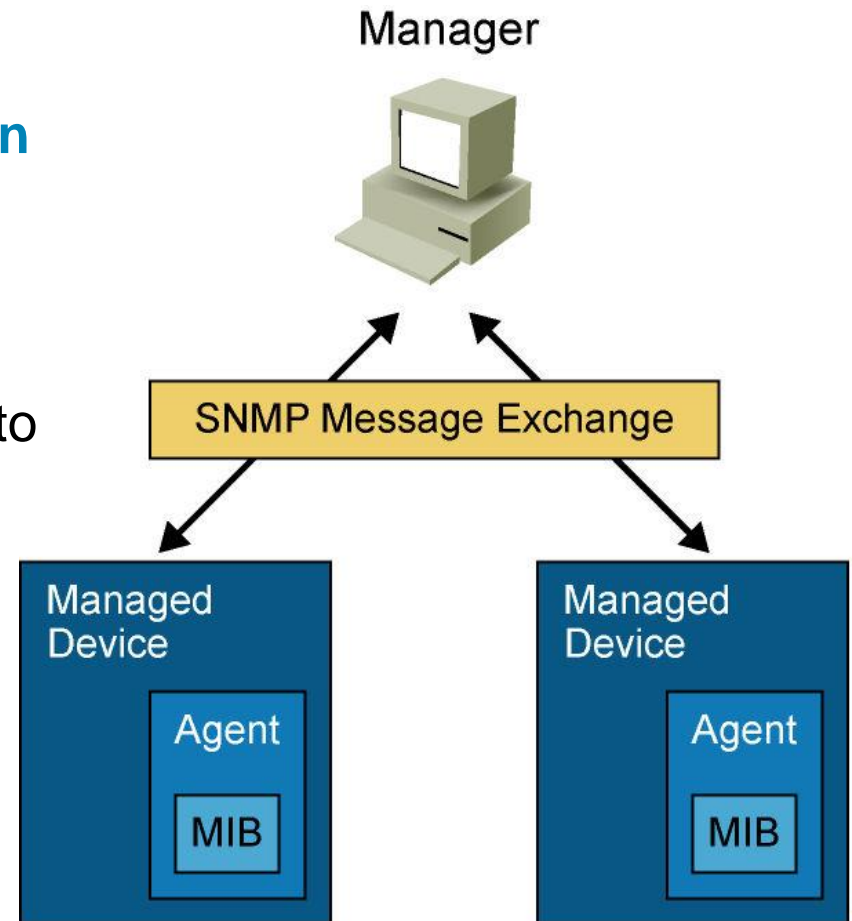 Manager
n
to
SNMP Message Exchange
Managed
Device
Agent
MIB
Managed
Device
Agent
MIB